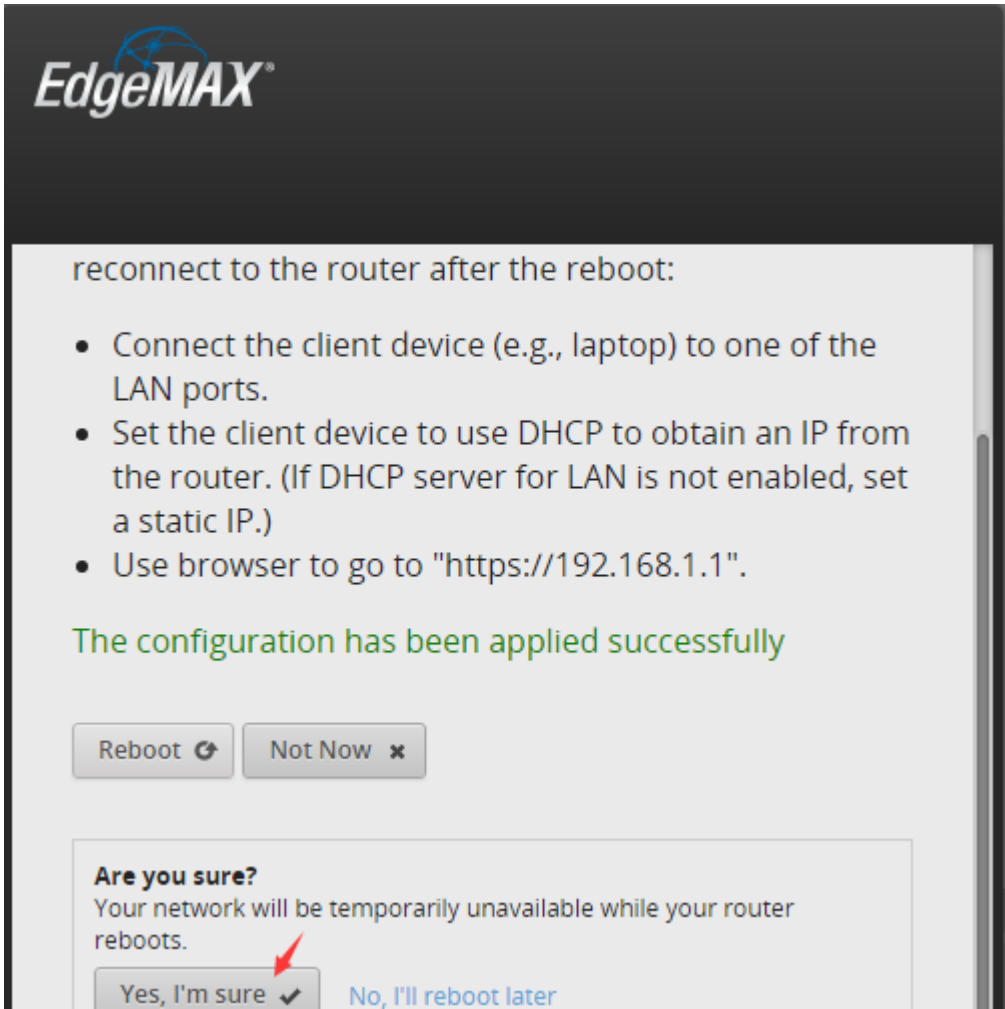 EdgeMAX®
reconnect to the router after the reboot:
• Connect the client device (e.g., laptop) to one of the
LAN ports.
• Set the client device to use DHCP to obtain an IP from
the router. (If DHCP server for LAN is not enabled, set
a static IP.)
• Use browser to go to "https://192.168.1.1".
The configuration has been applied successfully
Reboot Not Now
Are you sure?
Your network will be temporarily unavailable while your router
reboots.
Yes, I'm sure No, I'll reboot later